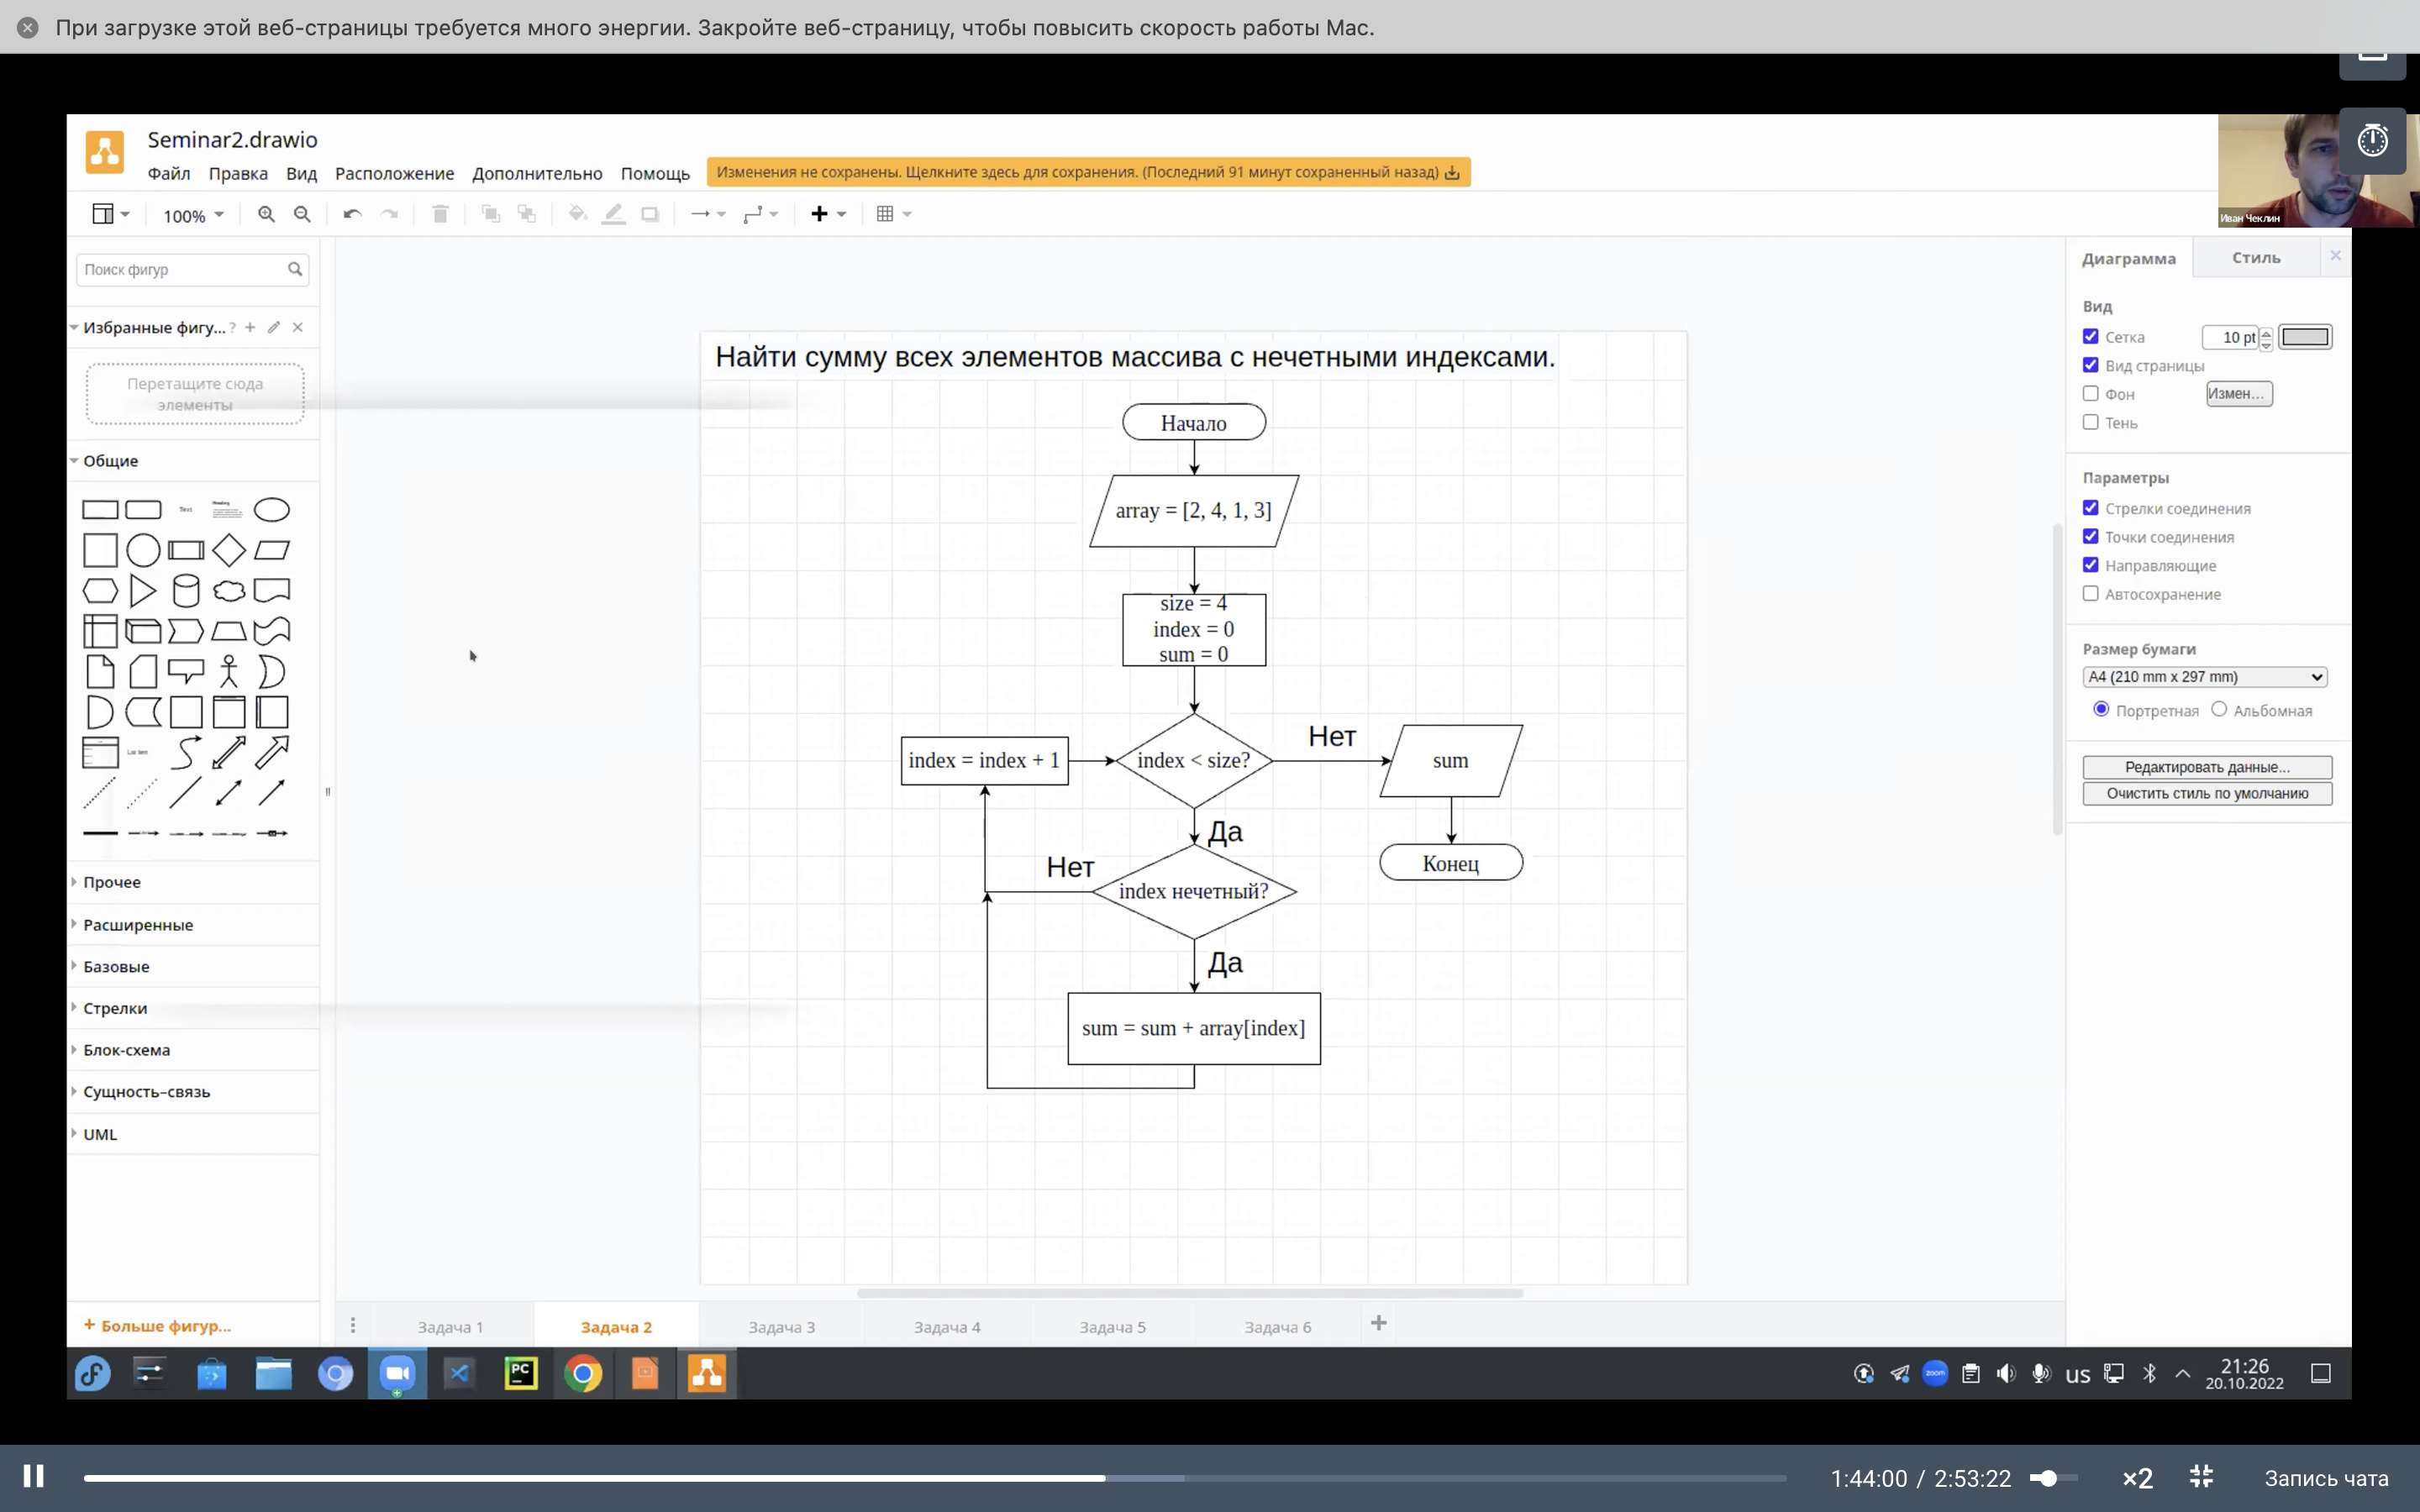 При загрузке этой веб-страницы требуется много энергии. Закройте веб-страницу, чтобы повысить скорость работы Mac.
Seminar2.drawio
Файл Правка Вид Расположение Дополнительно Помощь
Изменения не сохранены. Щелкните здесь для сохранения. (Последний 91 минут сохраненный назад)
Иван Чеклин
100%
Поиск фигур
Избранные фигу... ?
Перетащите сюда
элементы
Общие
Text
Heading
List Item
Прочее
Расширенные
Базовые
Стрелки
Блок-схема
Сущность-связь
UML
+ Больше фигур...
Найти сумму всех элементов массива с нечетными индексами.
Начало
array = [2, 4, 1, 3]
size = 4
index = 0
sum = 0
index = index + 1
index < size?
Нет
sum
Да
Конец
Нет
index нечетный?
Да
sum = sum + array[index]
Диаграмма Стиль
Вид
Сетка 10 pt
Вид страницы
Фон Измен...
Тень
Параметры
Стрелки соединения
Точки соединения
Направляющие
Автосохранение
Размер бумаги
A4 (210 mm x 297 mm)
Портретная Альбомная
Редактировать данные...
Очистить стиль по умолчанию
Задача 1 Задача 2 Задача 3 Задача 4 Задача 5 Задача 6
PC
zoom
us
21:26
20.10.2022
1:44:00 / 2:53:22
×2
Запись чата